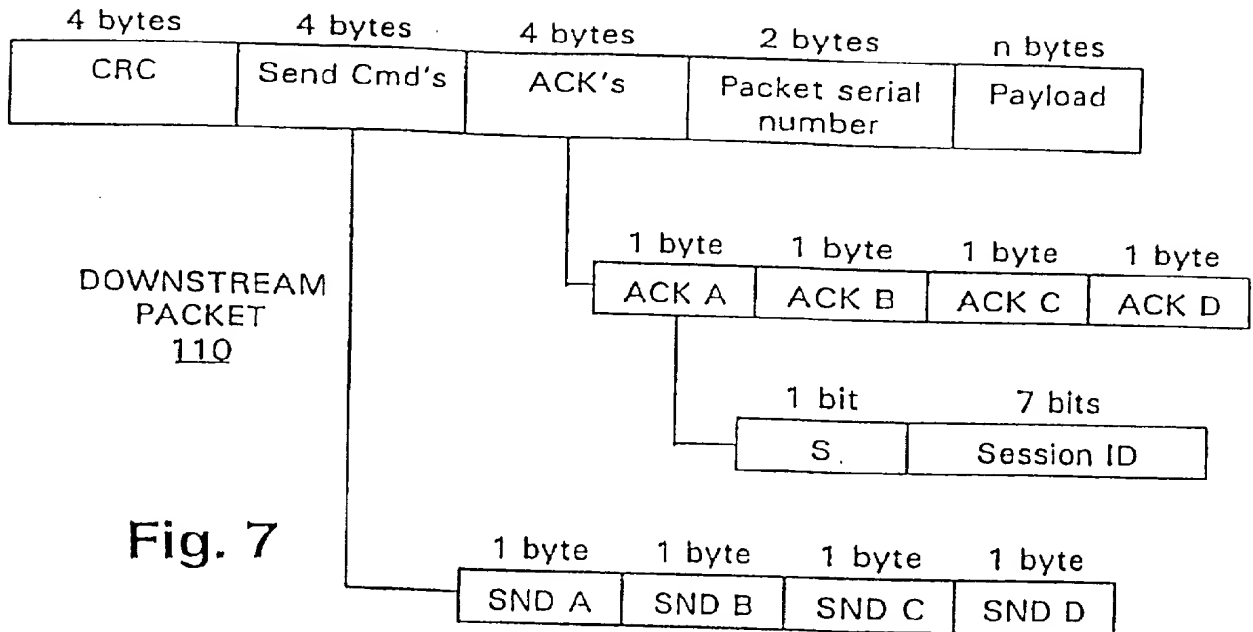 4 bytes 4 bytes 4 bytes 2 bytes n bytes
CRC Send Cmd's ACK's Packet serial number Payload
1 byte 1 byte 1 byte 1 byte
ACK A ACK B ACK C ACK D
DOWNSTREAM
PACKET
110
1 bit 7 bits
S. Session ID
Fig. 7
1 byte 1 byte 1 byte 1 byte
SND A SND B SND C SND D